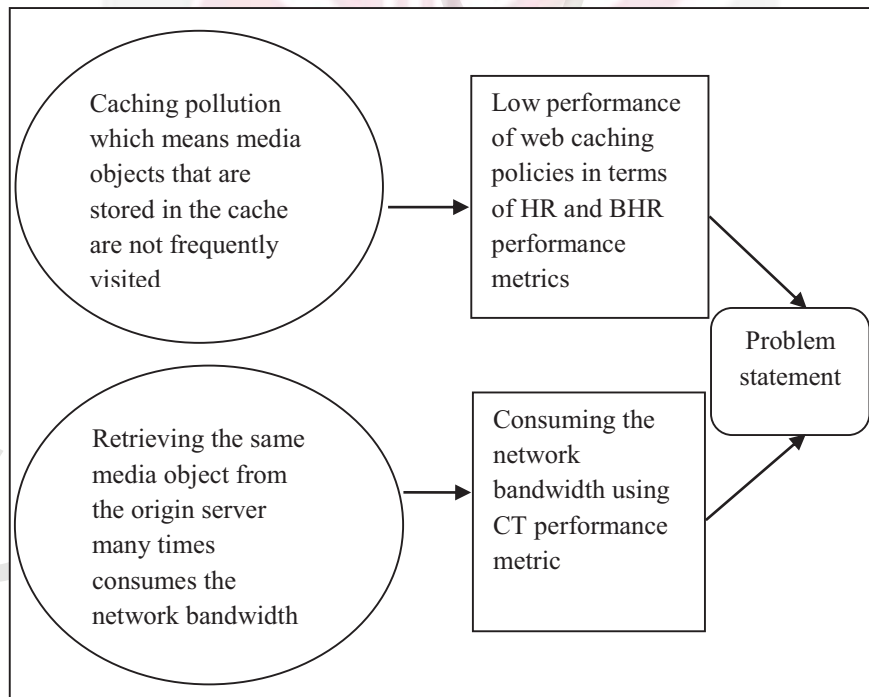 Caching pollution
which means media
objects that are
stored in the cache
are not frequently
visited
Low performance
of web caching
policies in terms
of HR and BHR
performance
metrics
Problem
statement
Retrieving the same
media object from
the origin server
many times
consumes the
network bandwidth
Consuming the
network
bandwidth using
CT performance
metric